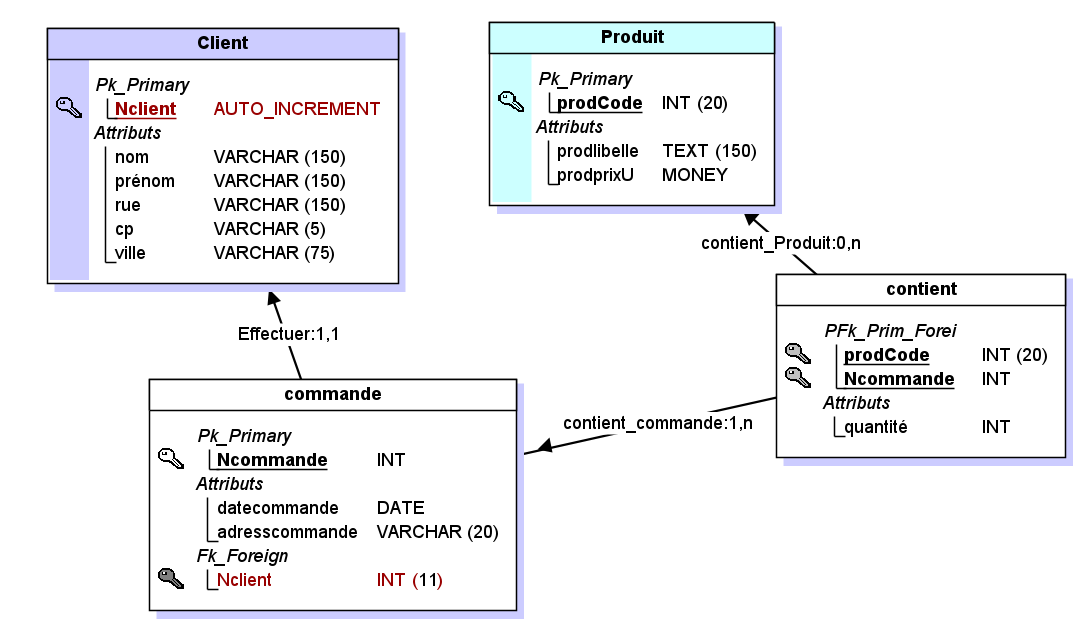 Client
Pk_Primary
Nclient AUTO_INCREMENT
Attributs
nom VARCHAR (150)
prénom VARCHAR (150)
rue VARCHAR (150)
cp VARCHAR (5)
ville VARCHAR (75)
Produit
Pk_Primary
prodCode INT (20)
Attributs
prodlibelle TEXT (150)
prodprixU MONEY
contient_Produit:0,n
contient
PFk_Prim_Forei
prodCode INT (20)
Ncommande INT
Attributs
quantité INT
Effectuer:1,1
contient_commande:1,n
commande
Pk_Primary
Ncommande INT
Attributs
datecommande DATE
adresscommande VARCHAR (20)
Fk_Foreign
Nclient INT (11)